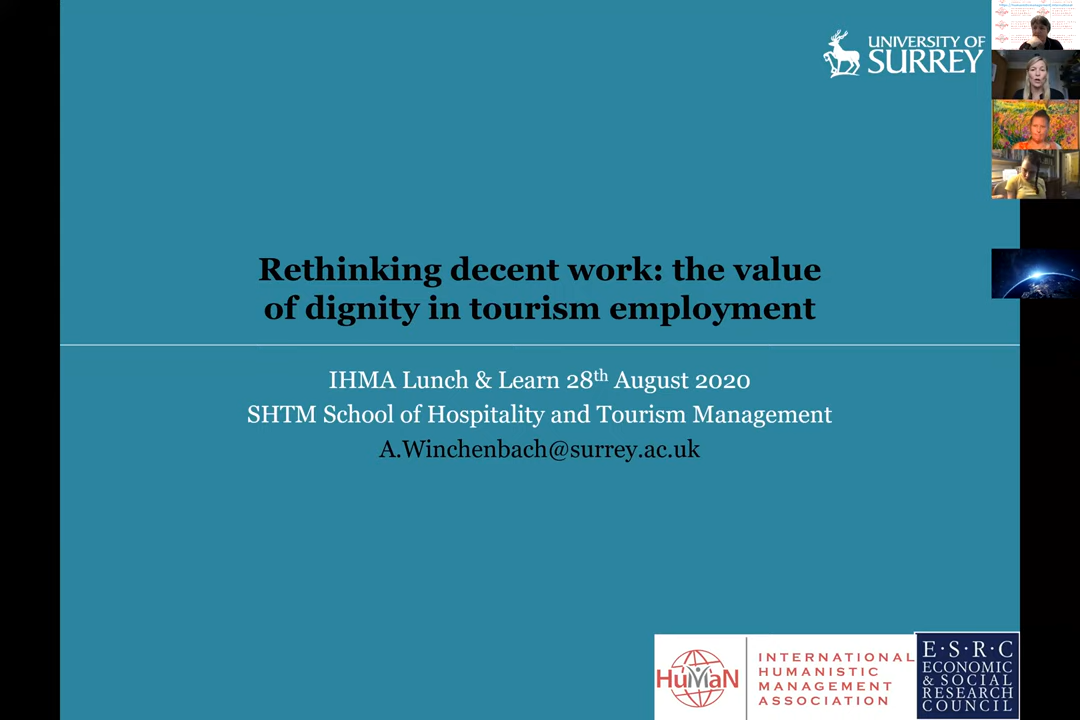 UNIVERSITY OF
SURREY
Rethinking decent work: the value
of dignity in tourism employment
IHMA Lunch & Learn 28th August 2020
SHTM School of Hospitality and Tourism Management
A.Winchenbach@surrey.ac.uk
HuMaN
INTERNATIONAL
HUMANISTIC
MANAGEMENT
ASSOCIATION
E·S·R·C
ECONOMIC
& SOCIAL
RESEARCH
COUNCIL